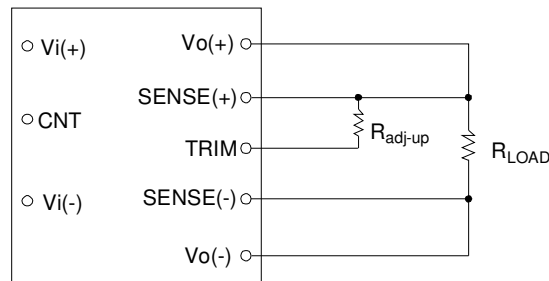 Vi(+)
CNT
Vi(-)
Vo(+)
SENSE(+)
TRIM
SENSE(-)
Vo(-)
Radj-up
RLOAD